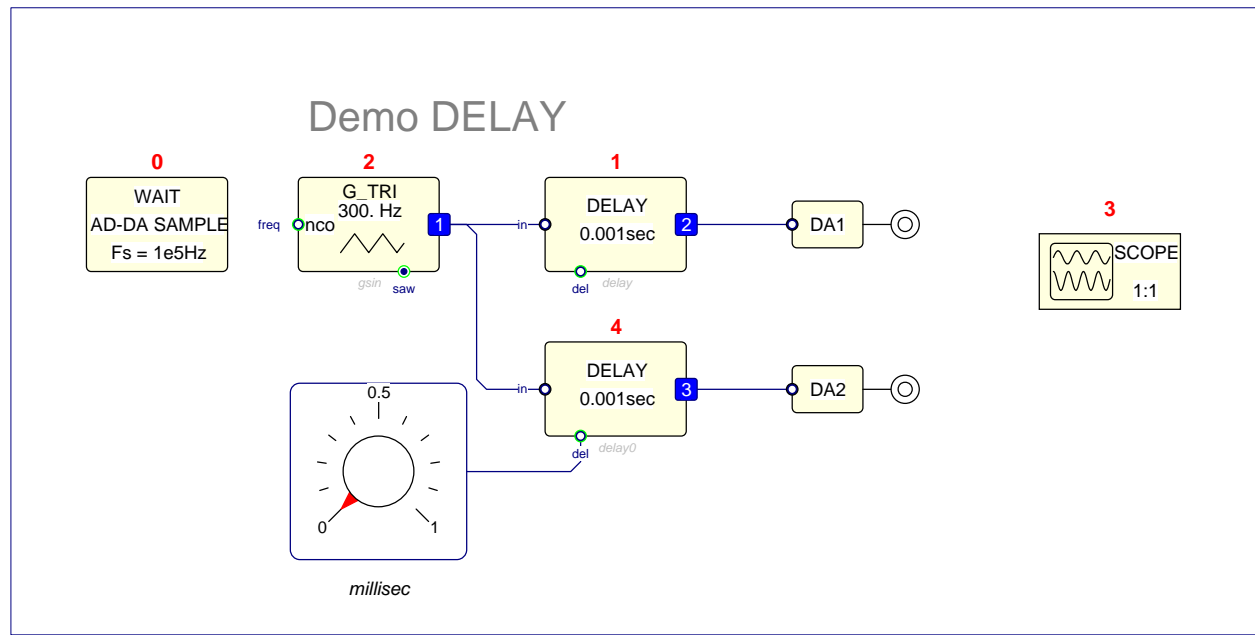 Demo DELAY
0
WAIT
AD-DA SAMPLE
Fs = 1e5Hz
2
G_TRI
300. Hz
freq
nco
1
gsin
saw
1
DELAY
0.001sec
in
2
del
delay
DA1
3
SCOPE
1:1
4
DELAY
0.001sec
in
3
del
delay0
DA2
0.5
0
1
millisec